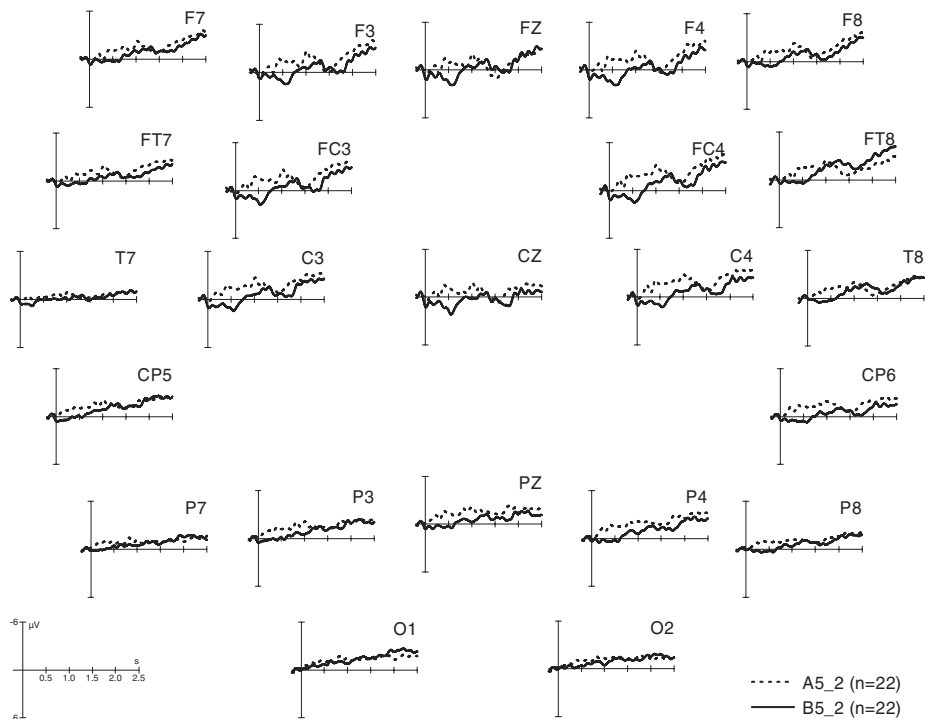 F7
F3
FZ
F4
F8
FT7
FC3
FC4
FT8
T7
C3
CZ
C4
T8
CP5
CP6
P7
P3
PZ
P4
P8
-6
µV
s
0.5 1.0 1.5 2.0 2.5
6
O1
O2
A5_2 (n=22)
B5_2 (n=22)